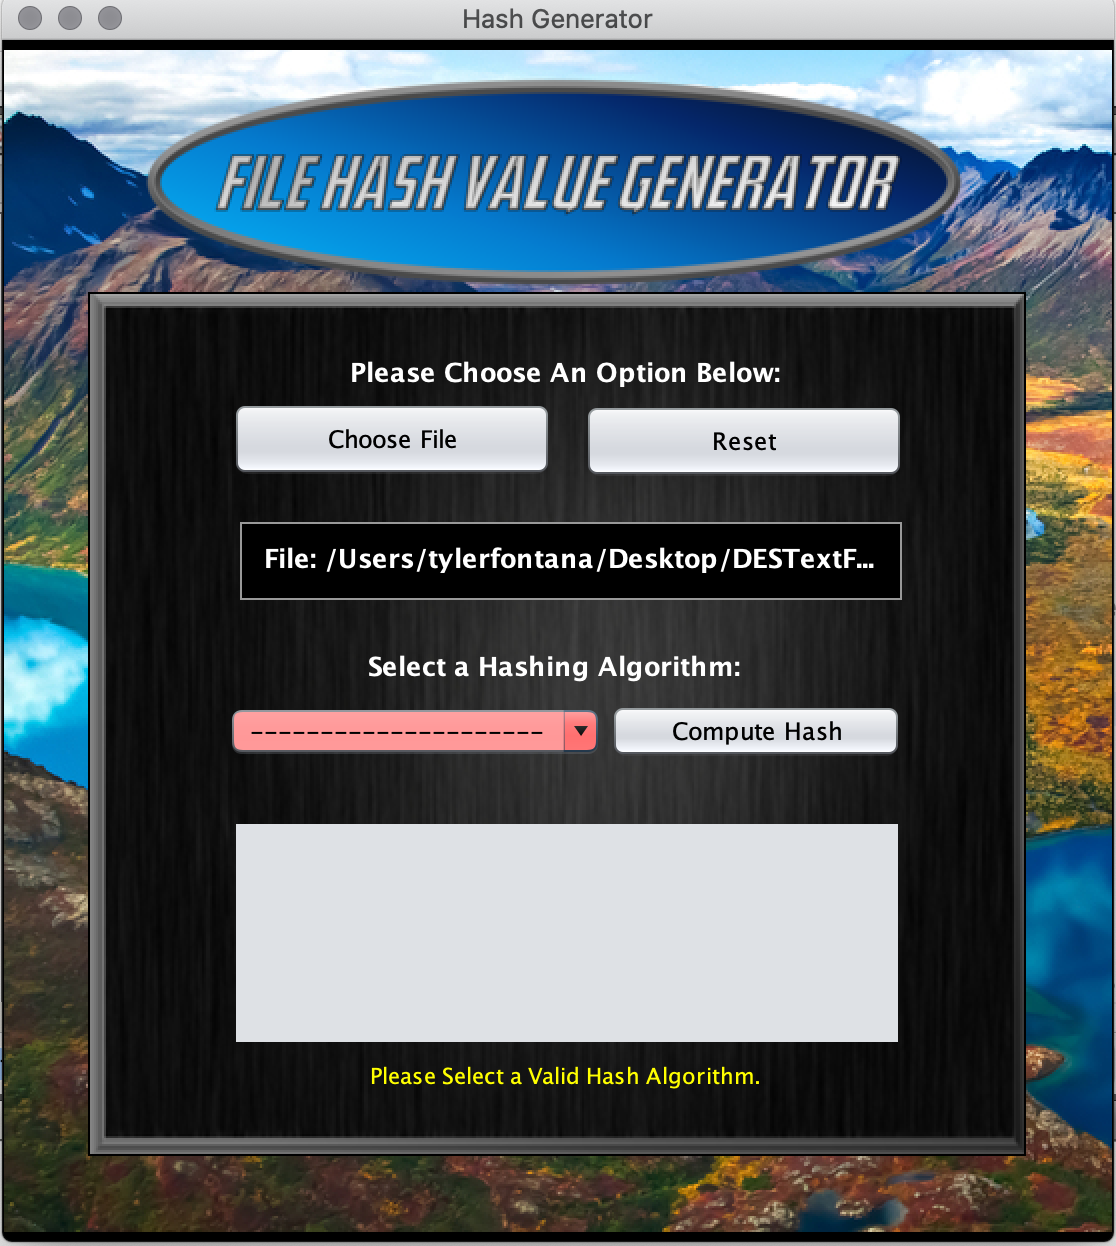 Hash Generator
FILE HASH VALUE GENERATOR
Please Choose An Option Below:
Choose File
Reset
File: /Users/tylerfontana/Desktop/DESTextF...
Select a Hashing Algorithm:
---------------------
Compute Hash
Please Select a Valid Hash Algorithm.